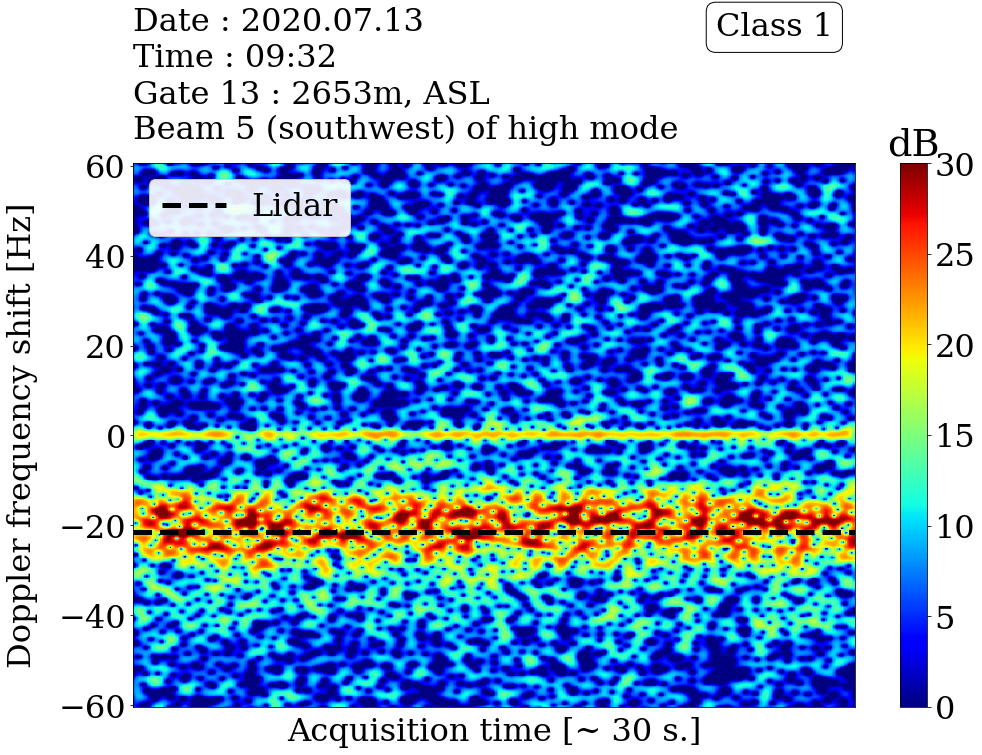 Date : 2020.07.13
Time : 09:32
Gate 13 : 2653m, ASL
Beam 5 (southwest) of high mode
Class 1
dB
Lidar
Doppler frequency shift [Hz]
60
40
20
0
−20
−40
−60
30
25
20
15
10
5
0
Acquisition time [~ 30 s.]